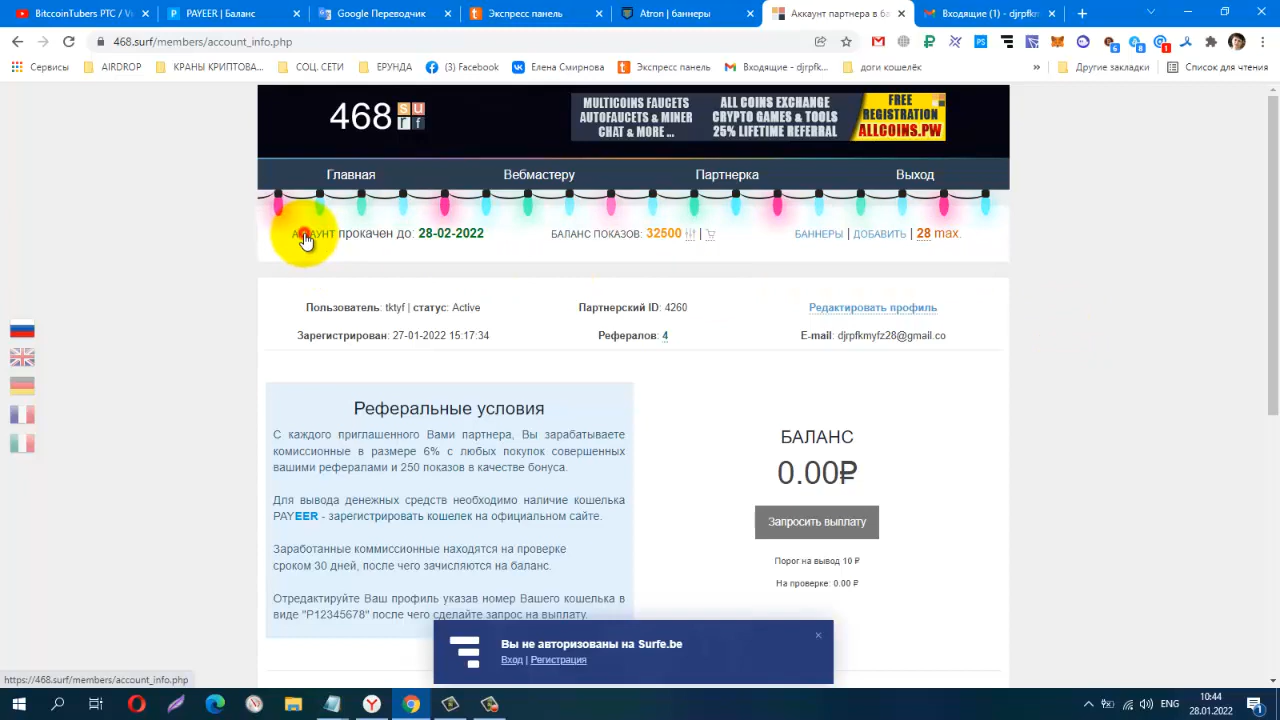 BitccoinTubers PTC / Vi
PAYEER | Баланс
Google Переводчик
Экспресс панель
Atron | баннеры
Аккаунт партнера в ба
Входящие (1) - djrpfkm
468.surf/members/account_info.php
Сервисы
AIRDROP
КРАНЫ КРИПТОВА...
СОЦ. СЕТИ
ЕРУНДА
(3) Facebook
Елена Смирнова
Экспресс панель
Входящие - djrpfk...
доги кошелёк
»
Другие закладки
Список для чтения
468 su
rf
MULTICOINS FAUCETS
AUTOFAUCETS & MINER
CHAT & MORE ...
ALL COINS EXCHANGE
CRYPTO GAMES & TOOLS
25% LIFETIME REFERRAL
FREE
REGISTRATION
ALLCOINS.PW
Главная
Вебмастеру
Партнерка
Выход
АККАУНТ прокачен до: 28-02-2022
БАЛАНС ПОКАЗОВ: 32500 |
БАННЕРЫ | ДОБАВИТЬ | 28 max.
Пользователь: tktyf | статус: Active
Партнерский ID: 4260
Редактировать профиль
Зарегистрирован: 27-01-2022 15:17:34
Рефералов: 4
E-mail: djrpfkmyfz28@gmail.co
Реферальные условия
С каждого приглашенного Вами партнера, Вы зарабатываете
комиссионные в размере 6% с любых покупок совершенных
вашими рефералами и 250 показов в качестве бонуса.
Для вывода денежных средств необходимо наличие кошелька
PAYEER - зарегистрировать кошелек на официальном сайте.
Заработанные коммиссионные находятся на проверке
сроком 30 дней, после чего зачисляются на баланс.
Отредактируйте Ваш профиль указав номер Вашего кошелька в
виде "P12345678" после чего сделайте запрос на выплату.
БАЛАНС
0.00₽
Запросить выплату
Порог на вывод 10 ₽
На проверке: 0.00 ₽
Вы не авторизованы на Surfe.be
Вход | Регистрация
https://468.surf/members/account_info.php
ENG
10:44
28.01.2022